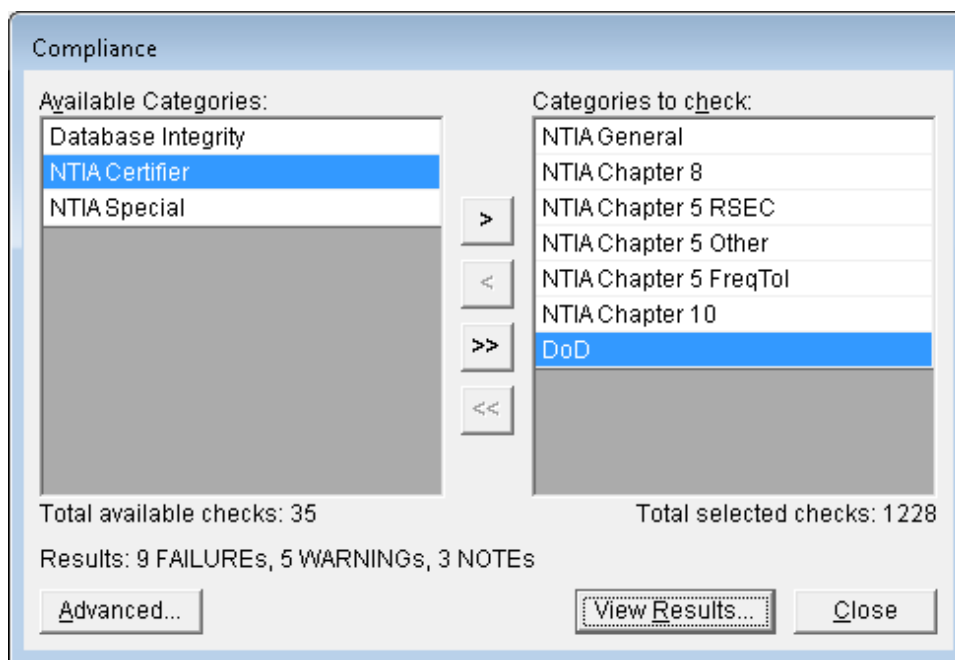 Compliance
Available Categories:
Database Integrity
NTIA Certifier
NTIA Special
Total available checks: 35
>
<
>>
<<
Categories to check:
NTIA General
NTIA Chapter 8
NTIA Chapter 5 RSEC
NTIA Chapter 5 Other
NTIA Chapter 5 FreqTol
NTIA Chapter 10
DoD
Total selected checks: 1228
Results: 9 FAILUREs, 5 WARNINGs, 3 NOTEs
Advanced...
View Results...
Close